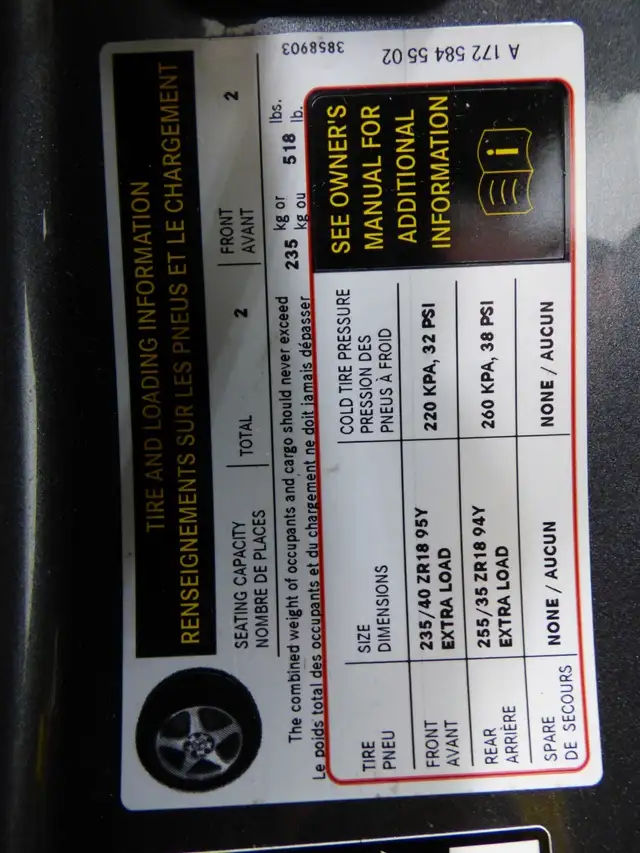 TIRE AND LOADING INFORMATION
RENSEIGNEMENTS SUR LES PNEUS ET LE CHARGEMENT
SEATING CAPACITY TOTAL 2 FRONT 2
NOMBRE DE PLACES AVANT
The combined weight of occupants and cargo should never exceed 235 kg or 518 lbs.
Le poids total des occupants et du chargement ne doit jamais dépasser kg ou lb.
TIRE SIZE COLD TIRE PRESSURE
PNEU DIMENSIONS PRESSION DES
PNEUS À FROID
FRONT 235/40 ZR18 95Y 220 KPA, 32 PSI
AVANT EXTRA LOAD
REAR 255/35 ZR18 94Y 260 KPA, 38 PSI
ARRIÈRE EXTRA LOAD
SPARE NONE / AUCUN NONE / AUCUN
DE SECOURS
SEE OWNER'S
MANUAL FOR
ADDITIONAL
INFORMATION
i
3858903
A 172 584 55 02